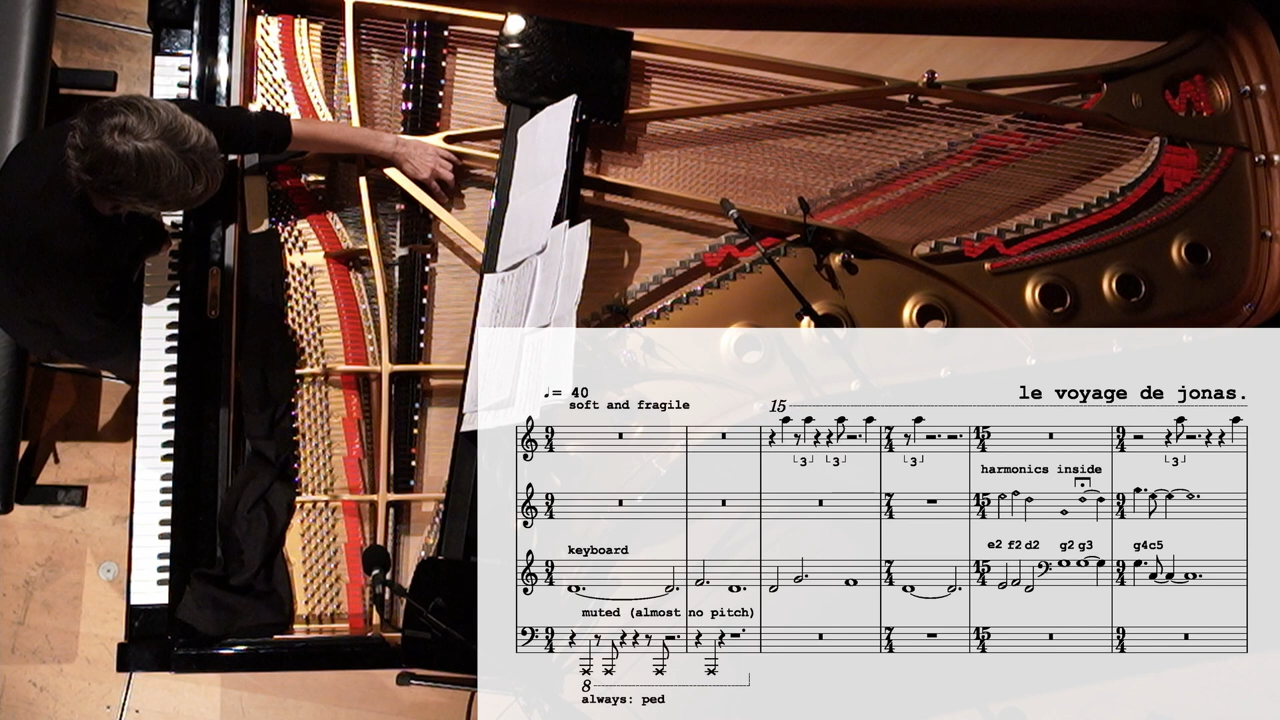 ♩= 40
le voyage de jonas.
soft and fragile
15
9 4 9 4 9 4 9 4
7 4 7 4 7 4 7 4
15 4 15 4 15 4 15 4
9 4 9 4 9 4 9 4
3 3 3 3
harmonics inside
keyboard
e2 f2 d2 g2 g3 g4 c5
muted (almost no pitch)
8
always: ped